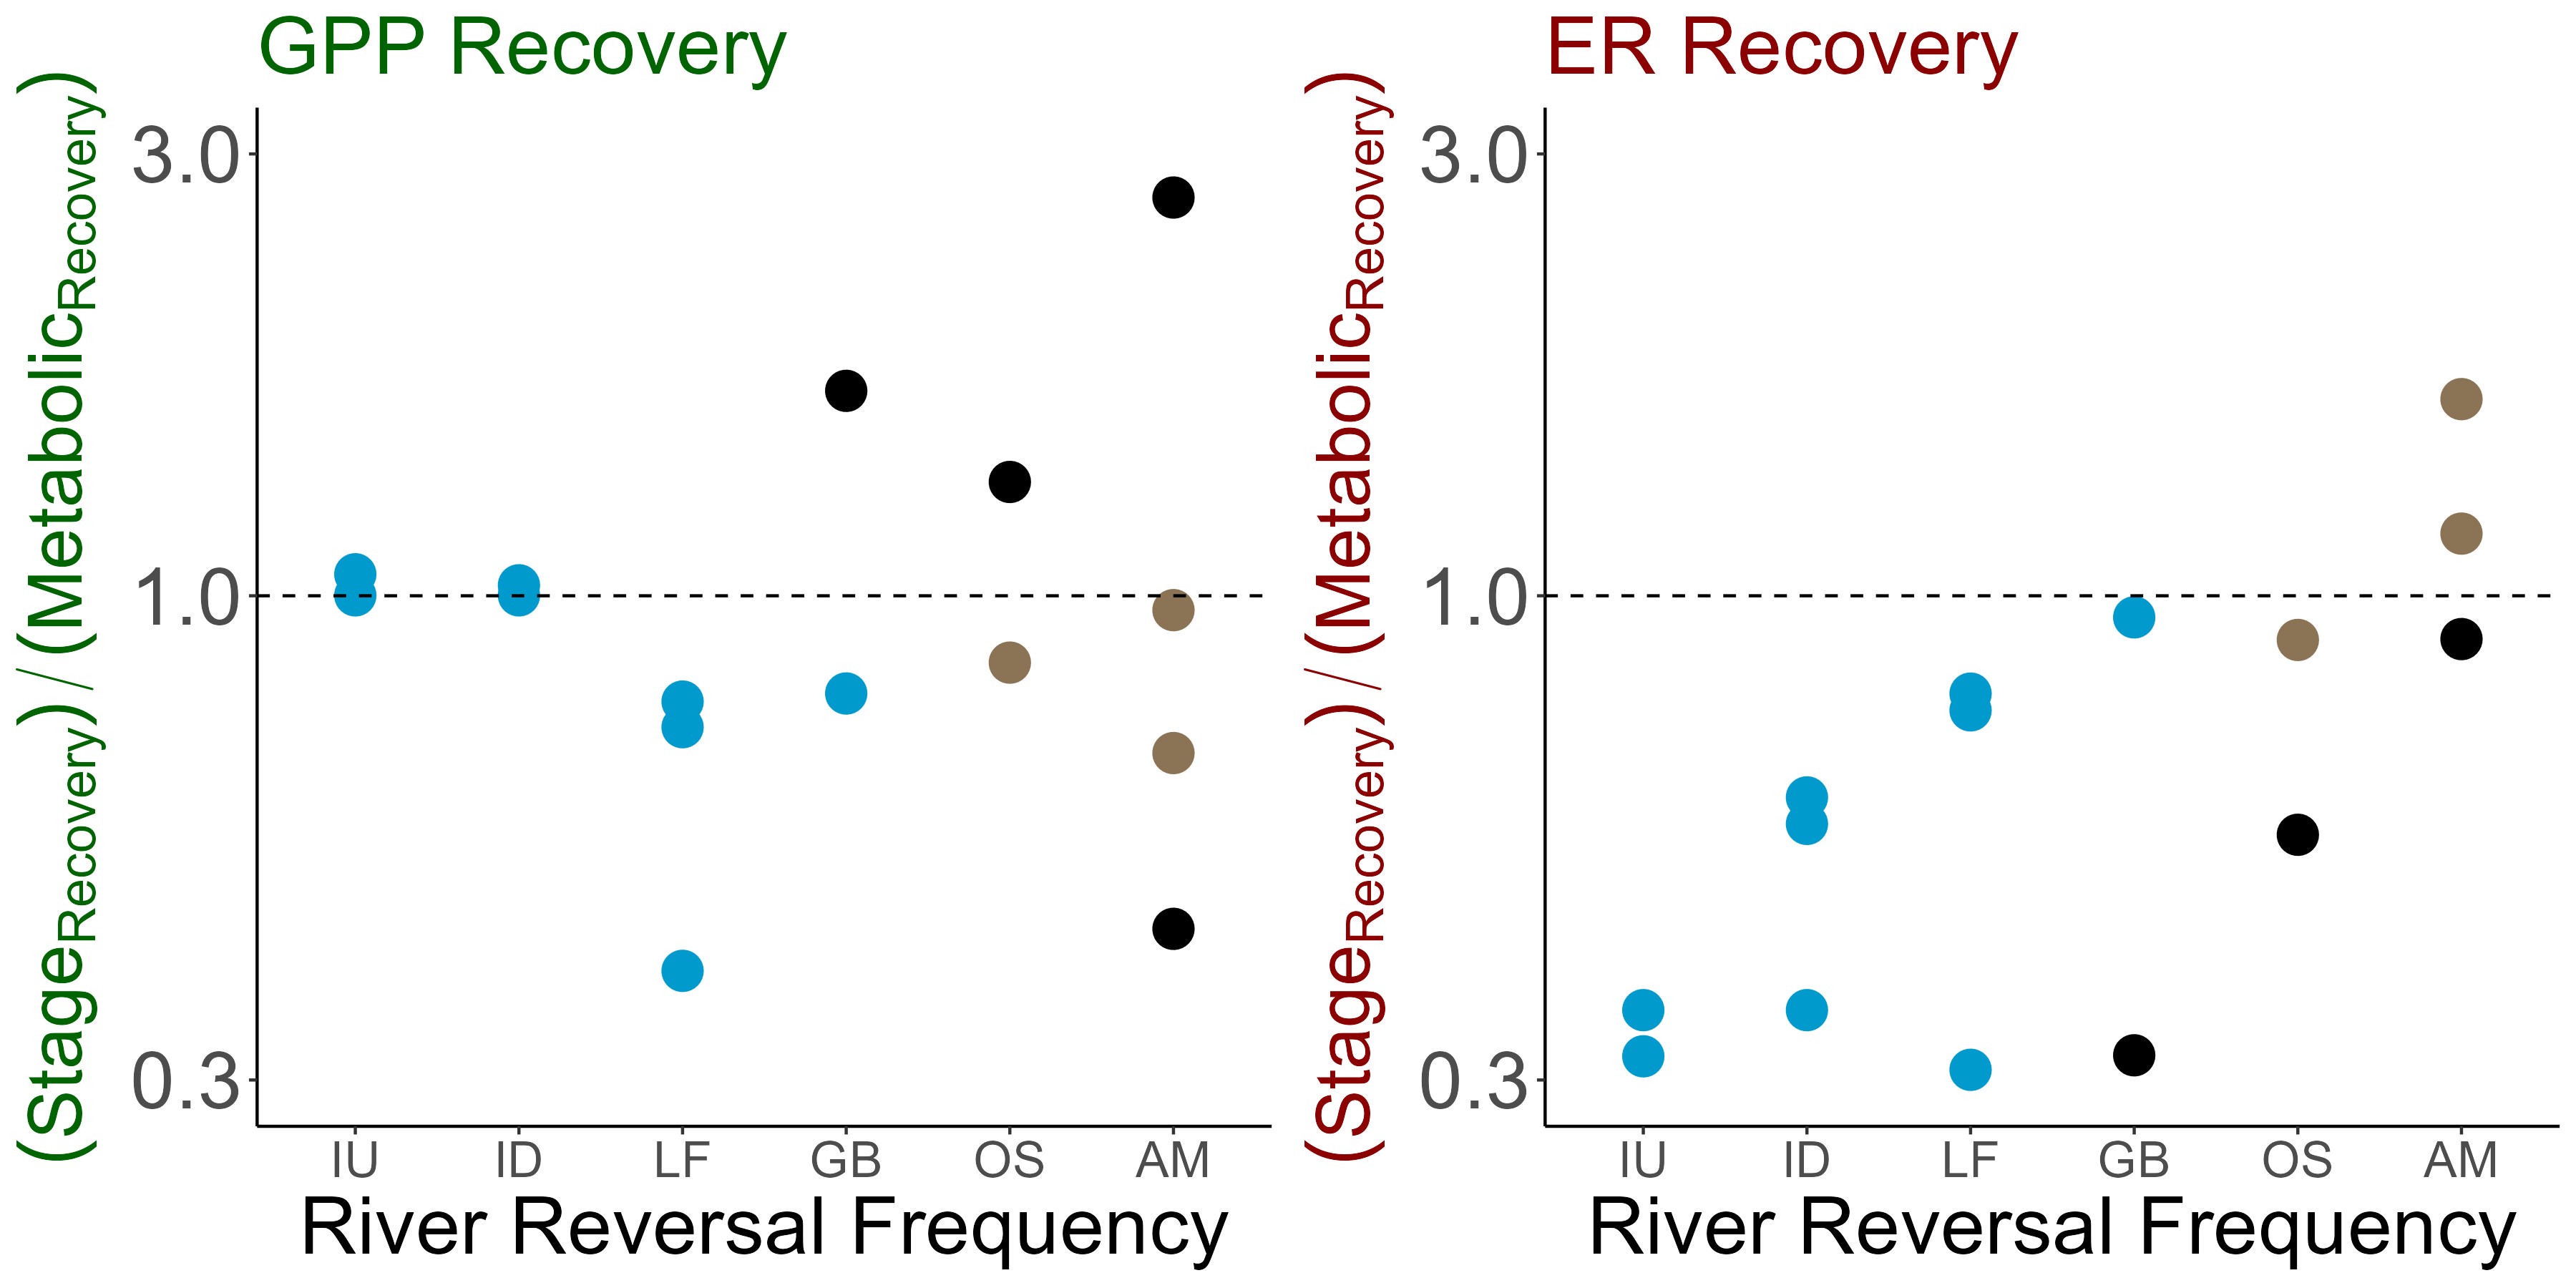 GPP Recovery
(StageRecovery) / (MetabolicRecovery)
3.0
1.0
0.3
IU ID LF GB OS AM
River Reversal Frequency
ER Recovery
(StageRecovery) / (MetabolicRecovery)
3.0
1.0
0.3
IU ID LF GB OS AM
River Reversal Frequency